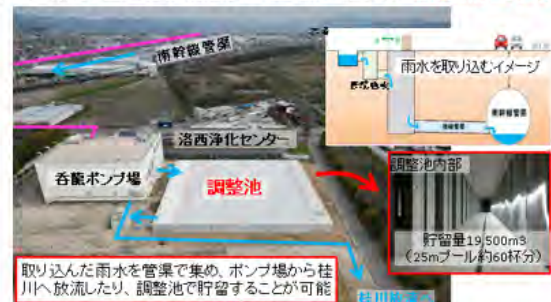 南幹線管渠
雨水を取り込むイメージ
南幹線管渠
洛西浄化センター
呑龍ポンプ場
調整池
調整池内部
貯留量19,500m3
(25mプール約60杯分)
取り込んだ雨水を管渠で集め、ポンプ場から桂
川へ放流したり、調整池で貯留することが可能